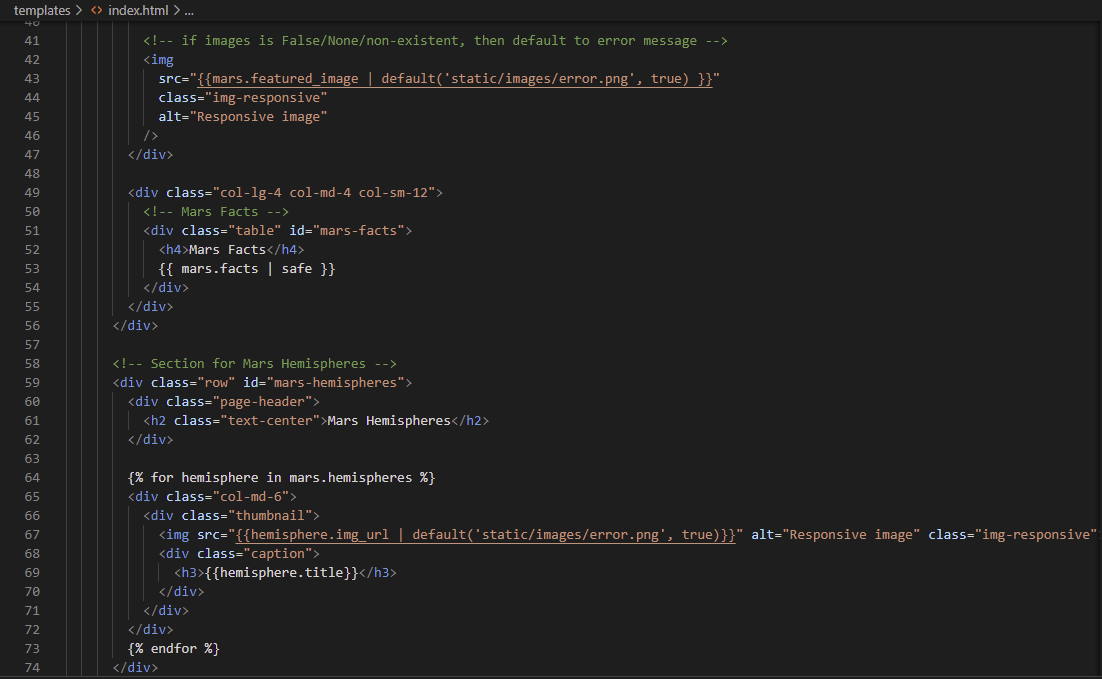 templates > <> index.html > ...
40
41 <!-- if images is False/None/non-existent, then default to error message -->
42 <img
43 src="{{mars.featured_image | default('static/images/error.png', true) }}"
44 class="img-responsive"
45 alt="Responsive image"
46 />
47 </div>
48
49 <div class="col-lg-4 col-md-4 col-sm-12">
50 <!-- Mars Facts -->
51 <div class="table" id="mars-facts">
52 <h4>Mars Facts</h4>
53 {{ mars.facts | safe }}
54 </div>
55 </div>
56 </div>
57
58 <!-- Section for Mars Hemispheres -->
59 <div class="row" id="mars-hemispheres">
60 <div class="page-header">
61 <h2 class="text-center">Mars Hemispheres</h2>
62 </div>
63
64 {% for hemisphere in mars.hemispheres %}
65 <div class="col-md-6">
66 <div class="thumbnail">
67 <img src="{{hemisphere.img_url | default('static/images/error.png', true)}}" alt="Responsive image" class="img-responsive"
68 <div class="caption">
69 <h3>{{hemisphere.title}}</h3>
70 </div>
71 </div>
72 </div>
73 {% endfor %}
74 </div>